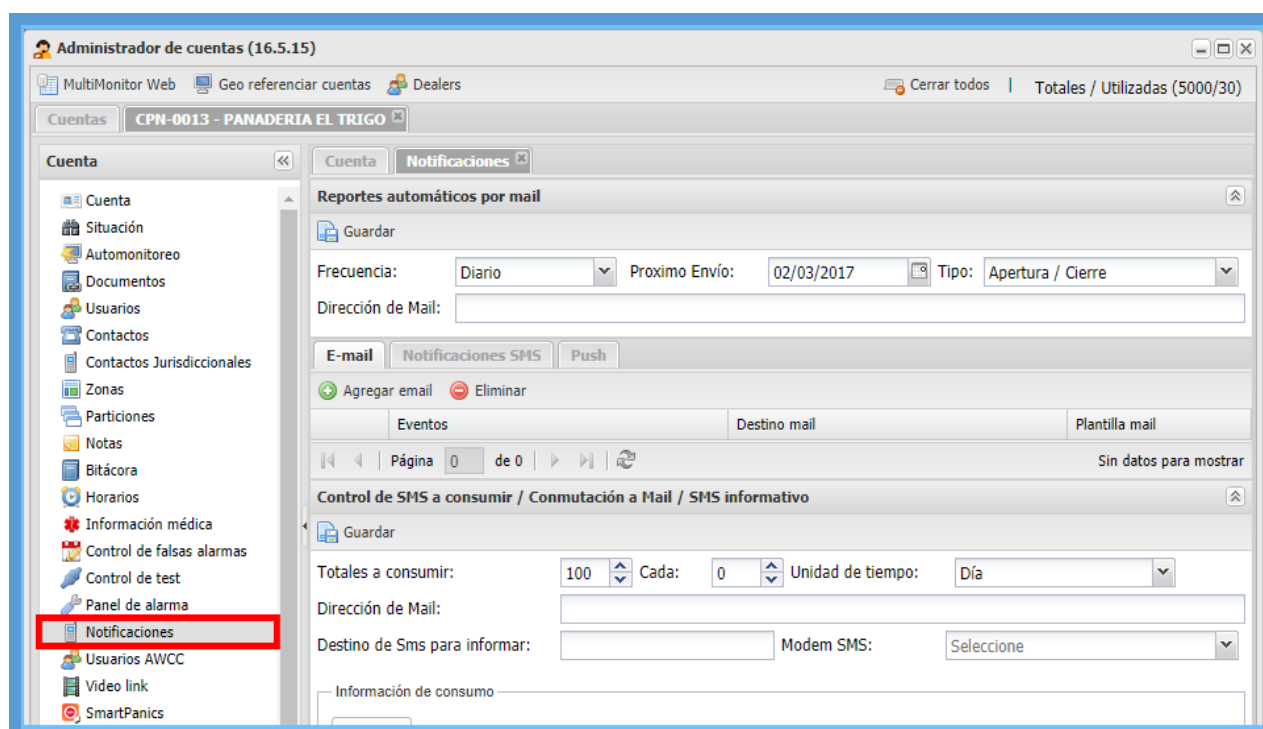 Administrador de cuentas (16.5.15)
MultiMonitor Web Geo referenciar cuentas Dealers Cerrar todos | Totales / Utilizadas (5000/30)
Cuentas CPN-0013 - PANADERIA EL TRIGO
Cuenta
Cuenta
Situación
Automonitoreo
Documentos
Usuarios
Contactos
Contactos Jurisdiccionales
Zonas
Particiones
Notas
Bitácora
Horarios
Información médica
Control de falsas alarmas
Control de test
Panel de alarma
Notificaciones
Usuarios AWCC
Video link
SmartPanics
Cuenta Notificaciones
Reportes automáticos por mail
Guardar
Frecuencia: Diario Proximo Envío: 02/03/2017 Tipo: Apertura / Cierre
Dirección de Mail:
E-mail Notificaciones SMS Push
Agregar email Eliminar
Eventos Destino mail Plantilla mail
Página 0 de 0 Sin datos para mostrar
Control de SMS a consumir / Conmutación a Mail / SMS informativo
Guardar
Totales a consumir: 100 Cada: 0 Unidad de tiempo: Día
Dirección de Mail:
Destino de Sms para informar: Modem SMS: Seleccione
Información de consumo